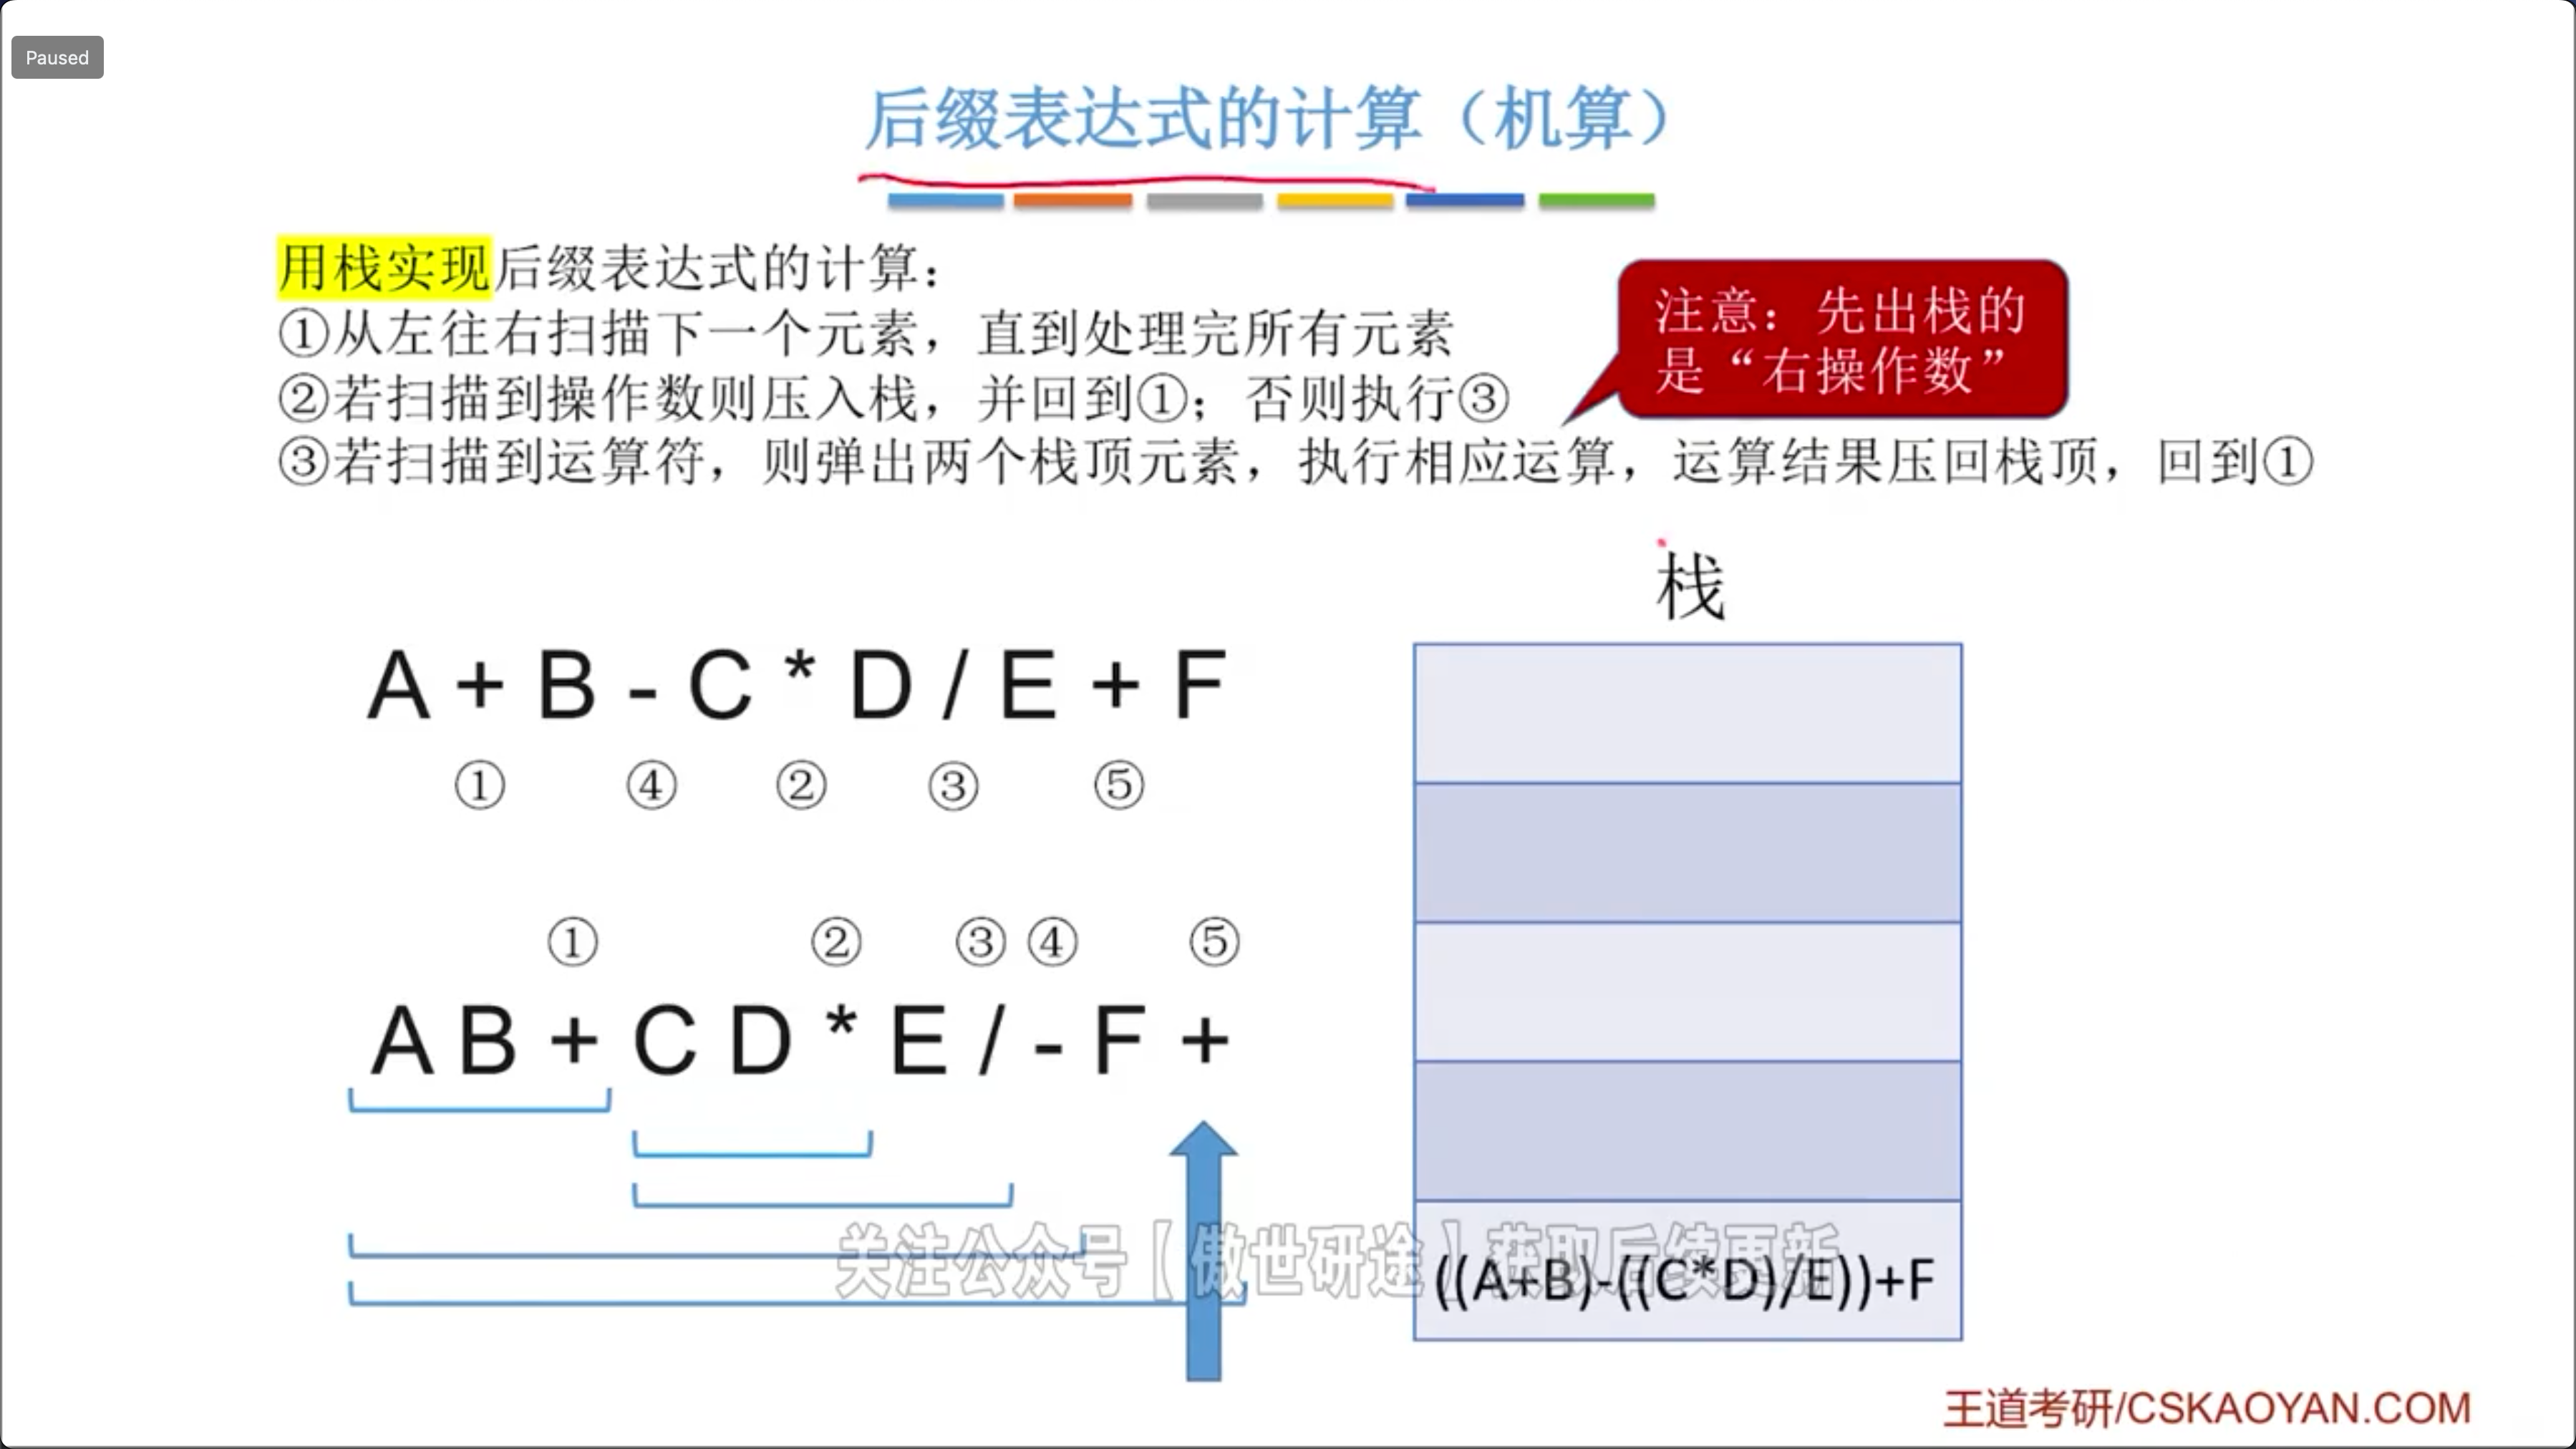 Paused
后缀表达式的计算（机算）
用栈实现后缀表达式的计算：
①从左往右扫描下一个元素，直到处理完所有元素
②若扫描到操作数则压入栈，并回到①；否则执行③
③若扫描到运算符，则弹出两个栈顶元素，执行相应运算，运算结果压回栈顶，回到①
注意：先出栈的
是“右操作数”
栈
A + B - C * D / E + F
① ④ ② ③ ⑤
① ② ③ ④ ⑤
A B + C D * E / - F +
关注公众号【傲世研途】获取后续更新
((A+B)-((C*D)/E))+F
王道考研/CSKAOYAN.COM